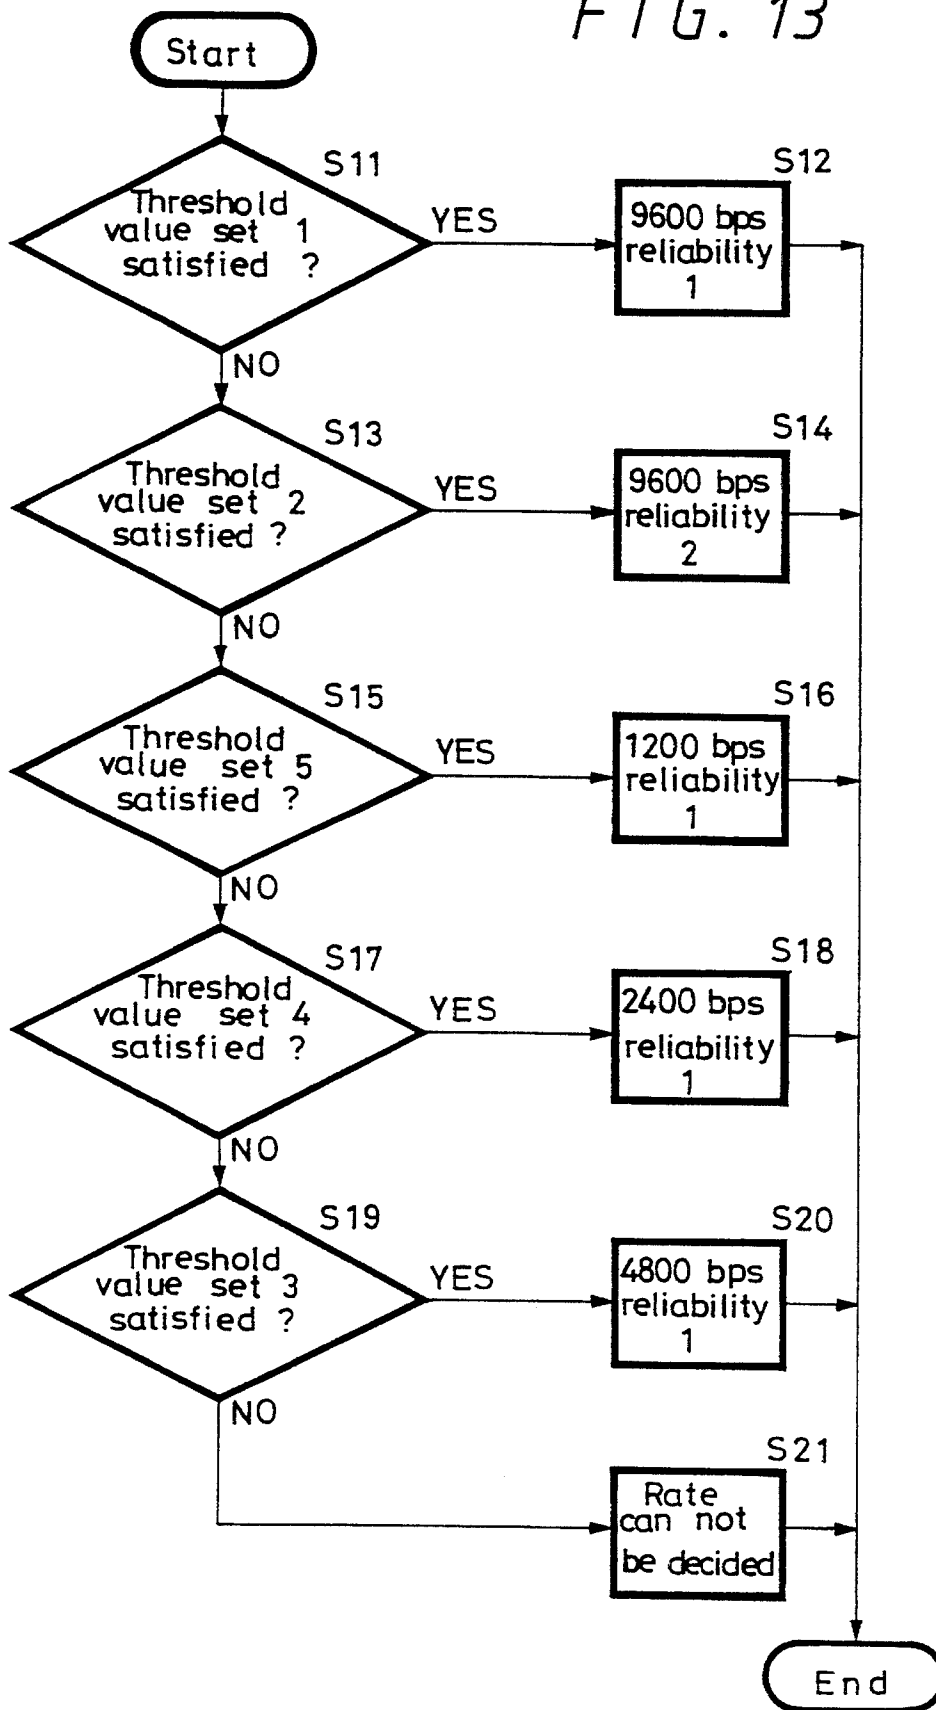 FIG. 13
Start
S11
Threshold
value set 1
satisfied ?
YES
NO
S12
9600 bps
reliability
1
S13
Threshold
value set 2
satisfied ?
YES
NO
S14
9600 bps
reliability
2
S15
Threshold
value set 5
satisfied ?
YES
NO
S16
1200 bps
reliability
1
S17
Threshold
value set 4
satisfied ?
YES
NO
S18
2400 bps
reliability
1
S19
Threshold
value set 3
satisfied ?
YES
NO
S20
4800 bps
reliability
1
S21
Rate
can not
be decided
End